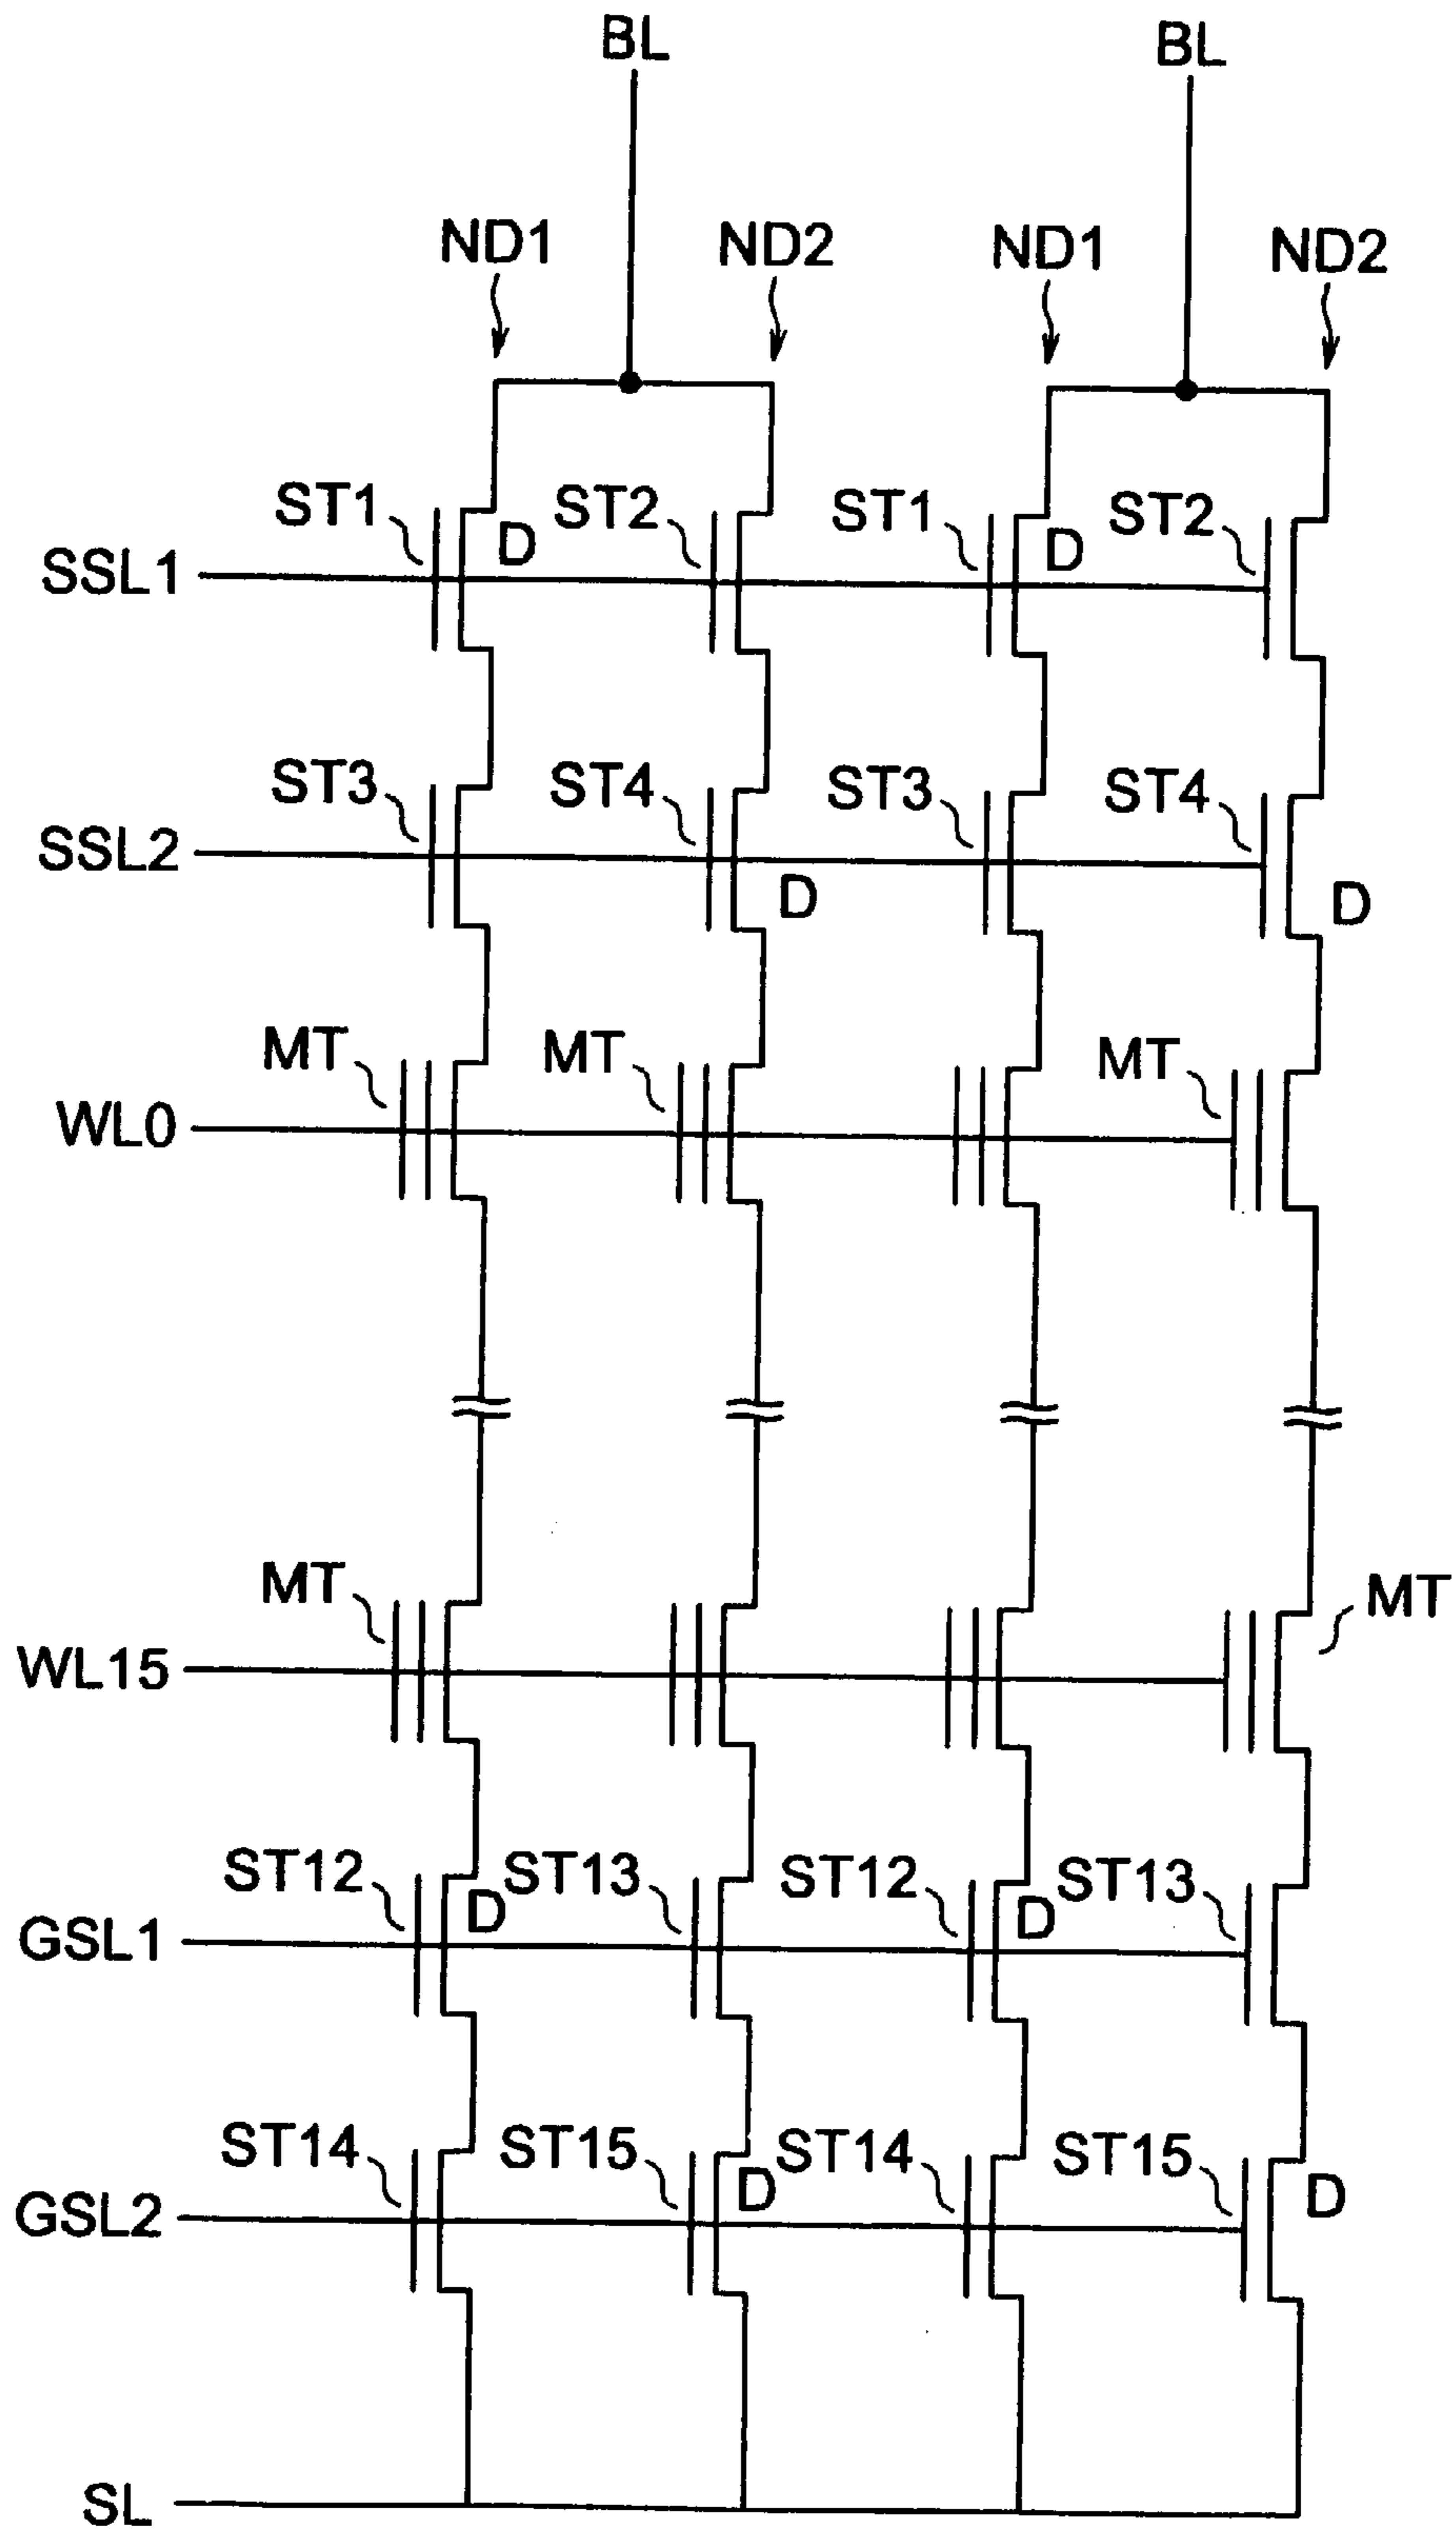 BL BL
ND1 ND2 ND1 ND2
ST1 D ST2 ST1 D ST2
SSL1
ST3 ST4 ST3 ST4
SSL2
D D
MT MT MT
WL0
MT MT
WL15
ST12 D ST13 ST12 D ST13
GSL1
ST14 ST15 D ST14 ST15 D
GSL2
SL